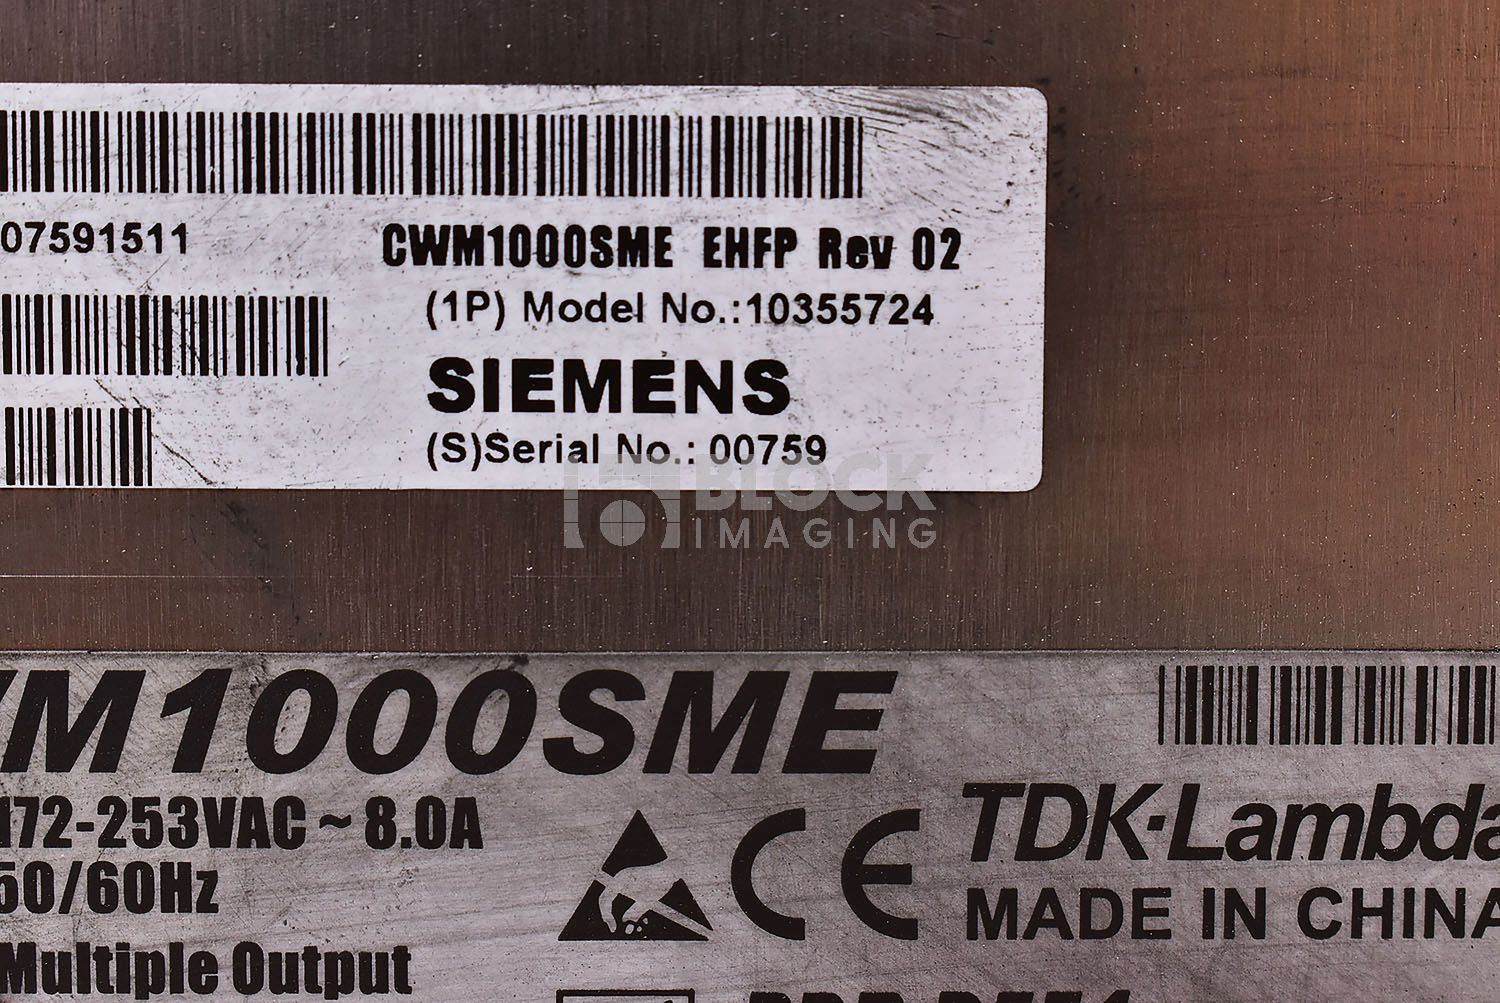 07591511
CWM1000SME EHFP Rev 02
(1P) Model No.:10355724
SIEMENS
(S)Serial No.: 00759
BLOCK
IMAGING
M1000SME
172-253VAC ~ 8.0A
50/60Hz
Multiple Output
CE
TDK·Lambda
MADE IN CHINA